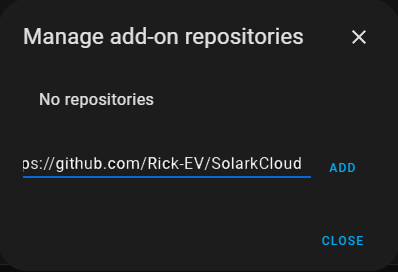 Manage add-on repositories
No repositories
ps://github.com/Rick-EV/SolarkCloud
ADD
CLOSE